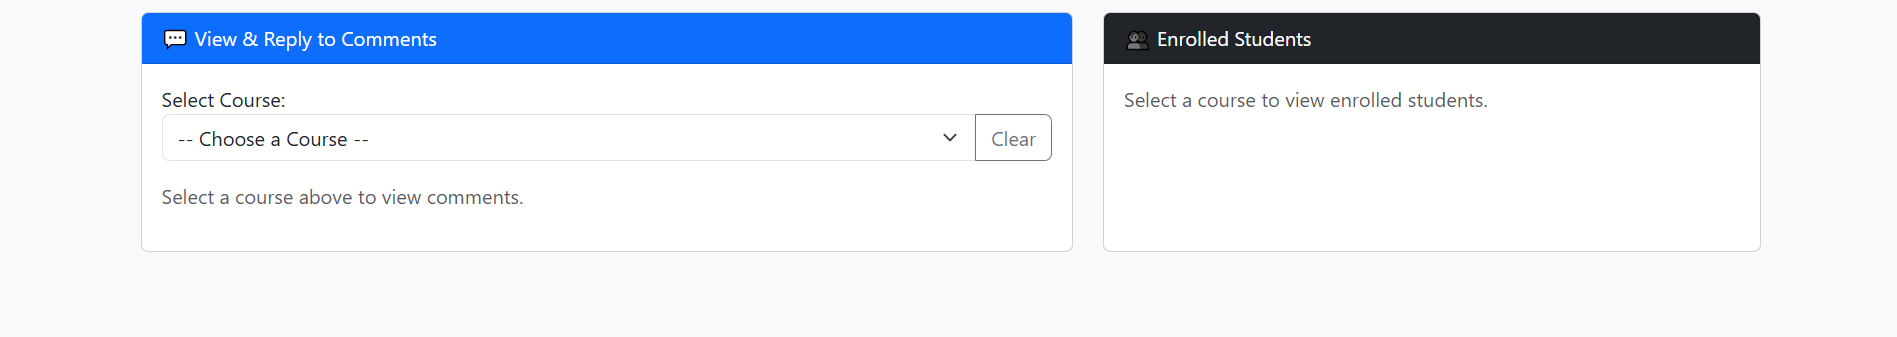 View & Reply to Comments
Select Course:
-- Choose a Course --
Clear
Select a course above to view comments.
Enrolled Students
Select a course to view enrolled students.